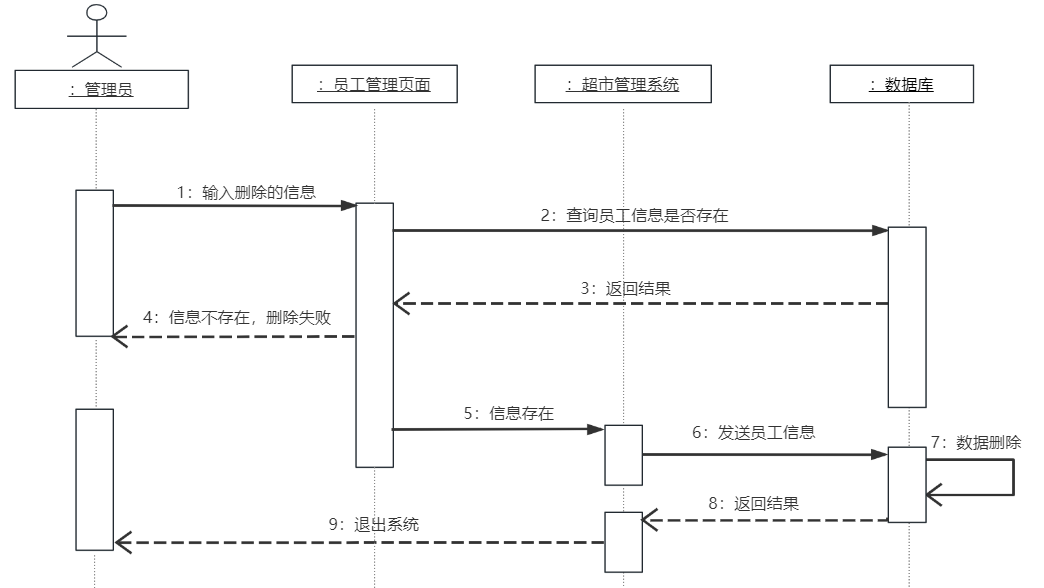 ：管理员
：员工管理页面
：超市管理系统
：数据库
1：输入删除的信息
2：查询员工信息是否存在
3：返回结果
4：信息不存在，删除失败
5：信息存在
6：发送员工信息
7：数据删除
8：返回结果
9：退出系统